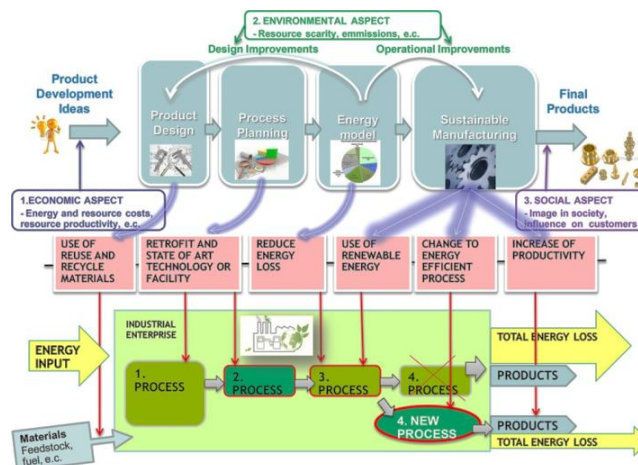 2. ENVIRONMENTAL ASPECT
- Resource scarity, emmissions, e.c.
Design Improvements
Operational Improvements
Product
Development
Ideas
Product
Design
Process
Planning
Energy
model
Sustainable
Manufacturing
Final
Products
1.ECONOMIC ASPECT
- Energy and resource costs,
resource productivity, e.c.
3. SOCIAL ASPECT
- Image in society,
influence on customers
USE OF
REUSE AND
RECYCLE
MATERIALS
RETROFIT AND
STATE OF ART
TECHNOLOGY OR
FACILITY
REDUCE
ENERGY
LOSS
USE OF
RENEWABLE
ENERGY
CHANGE TO
ENERGY
EFFICIENT
PROCESS
INCREASE OF
PRODUCTIVITY
INDUSTRIAL
ENTERPRISE
ENERGY
INPUT
1.
PROCESS
2.
PROCESS
3.
PROCESS
4.
PROCESS
4. NEW
PROCESS
TOTAL ENERGY LOSS
PRODUCTS
PRODUCTS
TOTAL ENERGY LOSS
Materials
Feedstock,
fuel, e.c.